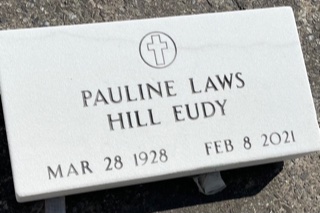 PAULINE LAWS
HILL EUDY
MAR 28 1928 FEB 8 2021